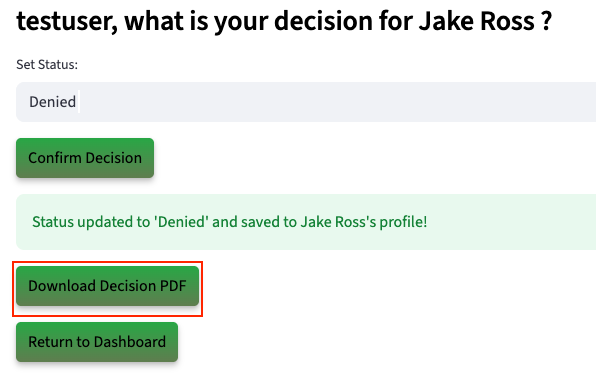 testuser, what is your decision for Jake Ross ?
Set Status:
Denied
Confirm Decision
Status updated to 'Denied' and saved to Jake Ross's profile!
Download Decision PDF
Return to Dashboard